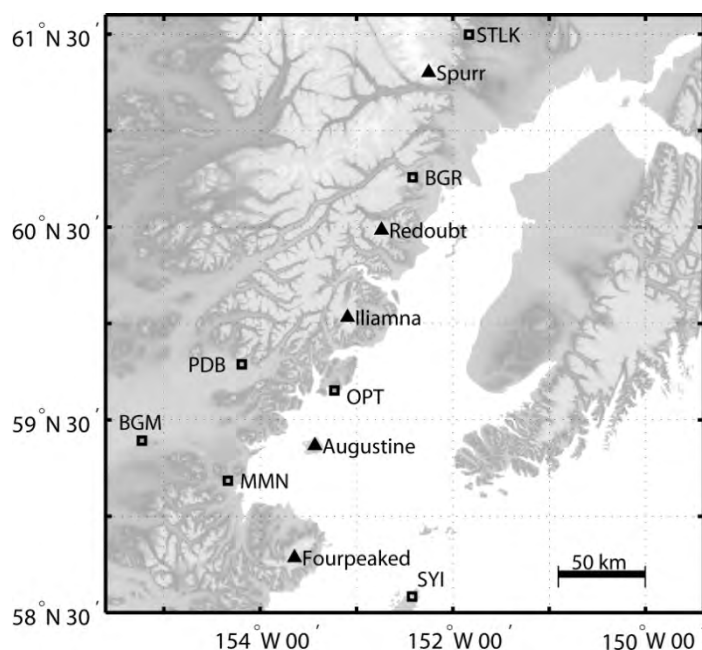 61° 30′
STLK
Spurr
BGR
60° N 30′
Redoubt
Iliamna
PDB
OPT
59° N 30′
BGM
Augustine
MMN
Fourpeaked
50 km
SYI
58° N 30′
154° W 00′
152° W 00′
150° W 00′